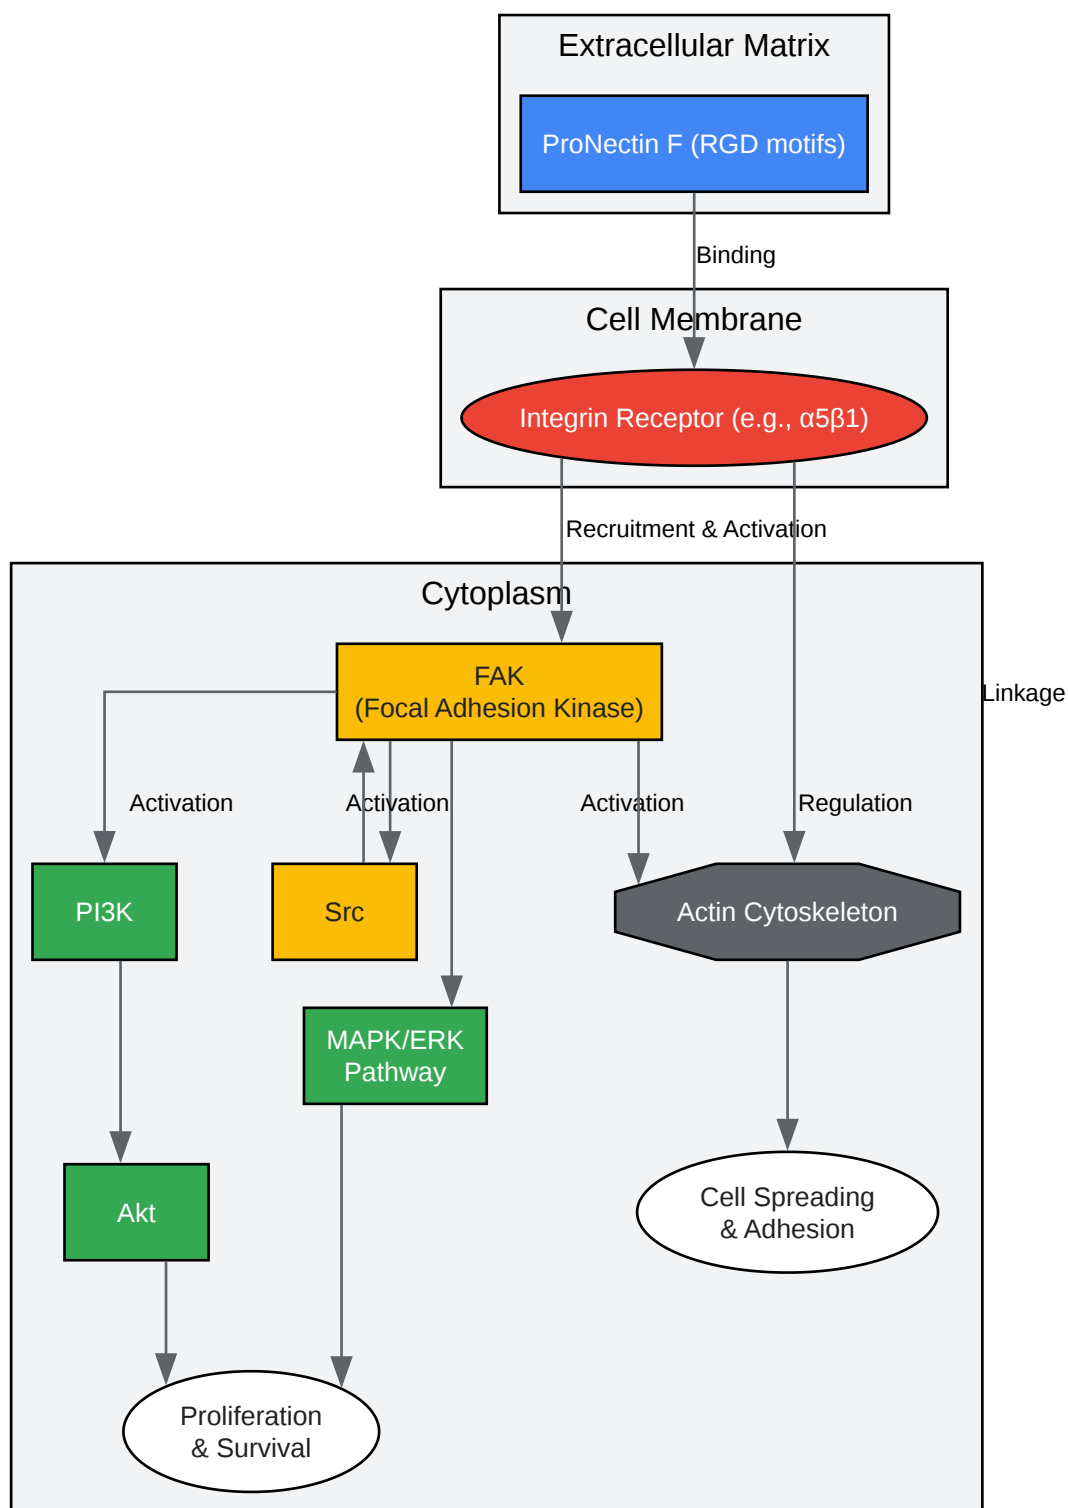 Extracellular Matrix
ProNectin F (RGD motifs)
Binding
Cell Membrane
Integrin Receptor (e.g., α5β1)
Recruitment & Activation
Cytoplasm
FAK
(Focal Adhesion Kinase)
Linkage
Activation
Activation
Activation
Regulation
PI3K
Src
Actin Cytoskeleton
MAPK/ERK
Pathway
Akt
Cell Spreading
& Adhesion
Proliferation
& Survival